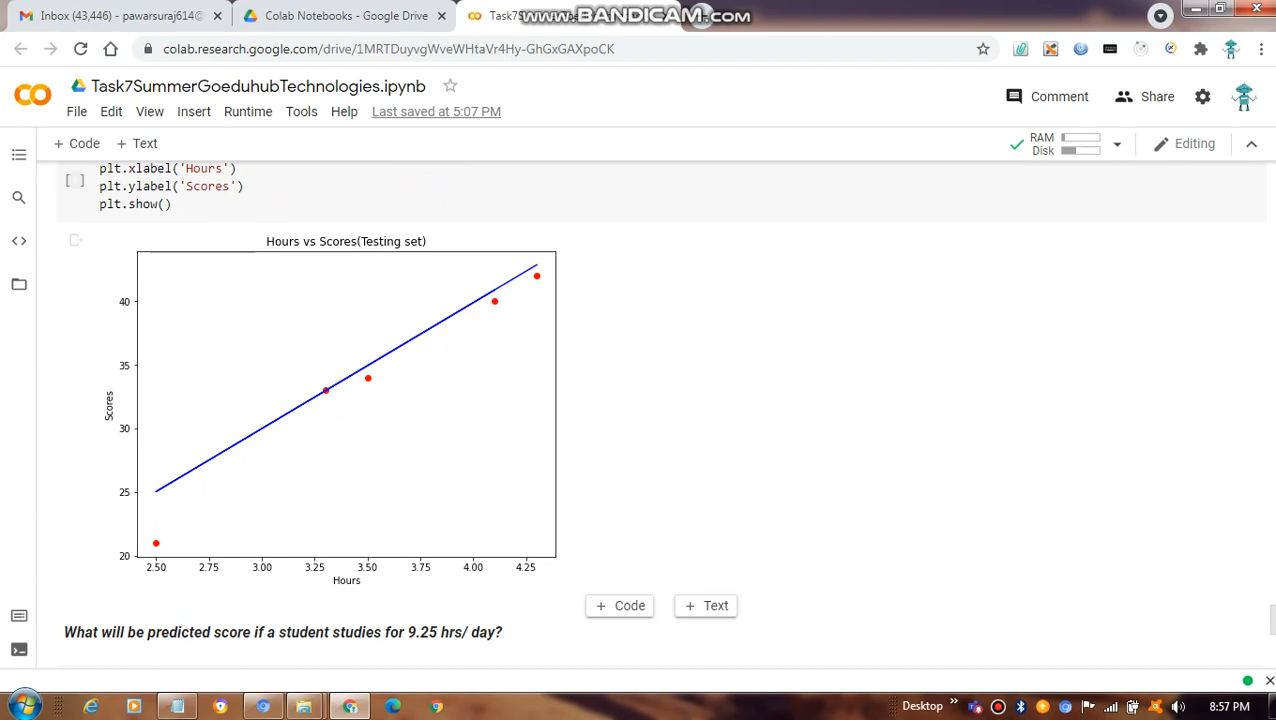 Inbox (43,446) - pawarsuraj614@
Colab Notebooks - Google Drive
Task7S
www.BANDICAM.com
colab.research.google.com/drive/1MRTDuyvgWveWHtaVr4Hy-GhGxGAXpoCK
Task7SummerGoeduhubTechnologies.ipynb
Comment
Share
File Edit View Insert Runtime Tools Help Last saved at 5:07 PM
+ Code + Text
RAM
Disk
Editing
plt.xlabel('Hours')
[ ] plt.ylabel('Scores')
plt.show()
Hours vs Scores(Testing set)
40
35
30
25
20
Scores
2.50 2.75 3.00 3.25 3.50 3.75 4.00 4.25
Hours
+ Code + Text
What will be predicted score if a student studies for 9.25 hrs/ day?
Desktop
8:57 PM